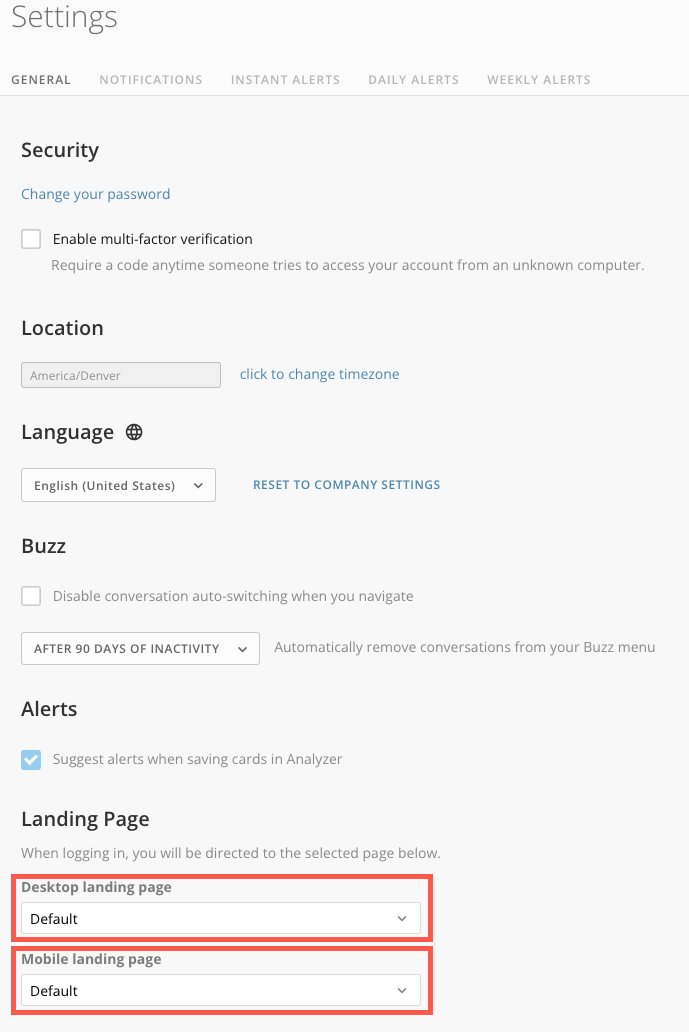 Settings
GENERAL NOTIFICATIONS INSTANT ALERTS DAILY ALERTS WEEKLY ALERTS
Security
Change your password
Enable multi-factor verification
Require a code anytime someone tries to access your account from an unknown computer.
Location
America/Denver click to change timezone
Language
English (United States) RESET TO COMPANY SETTINGS
Buzz
Disable conversation auto-switching when you navigate
AFTER 90 DAYS OF INACTIVITY Automatically remove conversations from your Buzz menu
Alerts
Suggest alerts when saving cards in Analyzer
Landing Page
When logging in, you will be directed to the selected page below.
Desktop landing page
Default
Mobile landing page
Default